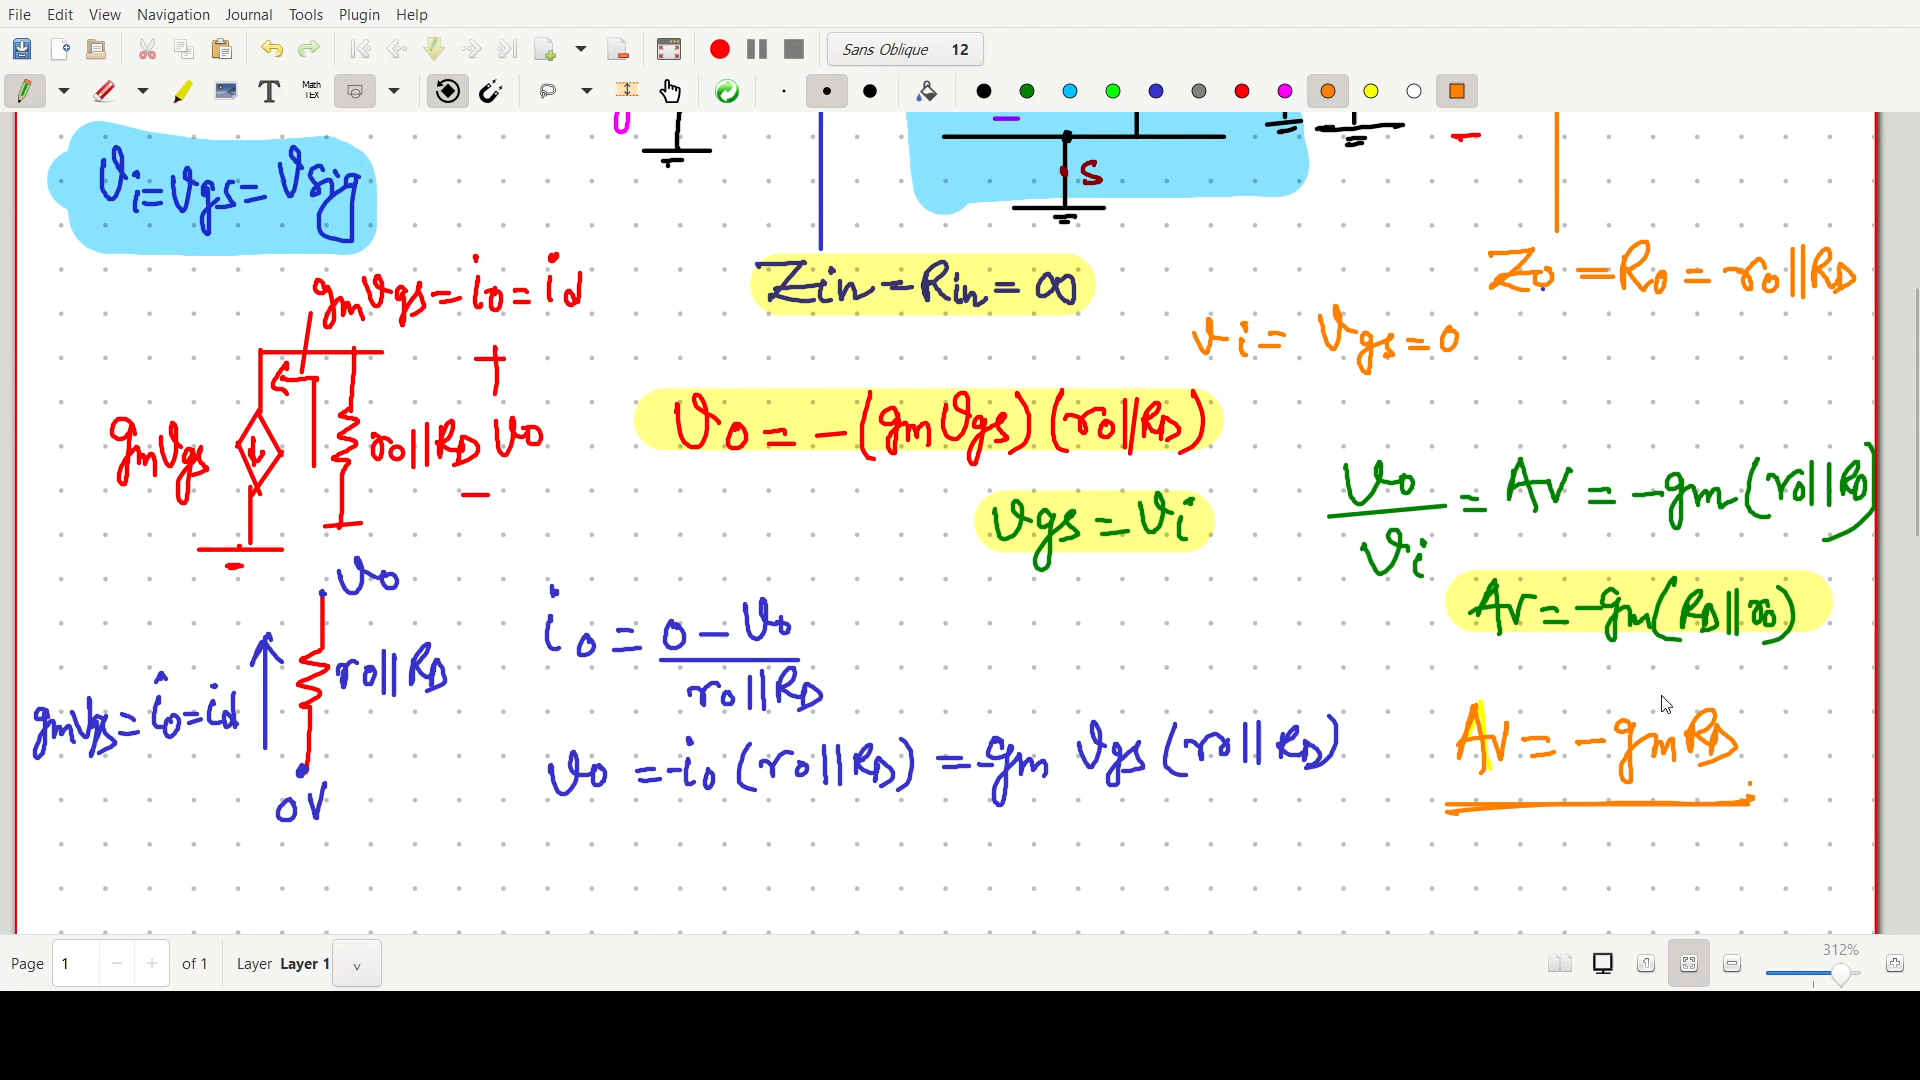 File Edit View Navigation Journal Tools Plugin Help
Sans Oblique 12
T Math TEX
S
Vi = Vgs = Vsig
gmVgs = io = id
Zin = Rin = ∞
Zo = Ro = ro||RD
vi = Vgs = 0
+
gmVgs ro||RD Vo
−
Vo = −(gmVgs)(ro||RD)
Vgs = Vi
Vo/Vi = Av = −gm(ro||RD)
Av = −gm(RD||ro)
Vo
ro||RD
gmVgs = io = id
0V
io = (0 − Vo)/(ro||RD)
Vo = −io(ro||RD) = −gm Vgs(ro||RD)
Av = −gmRD
Page 1 − + of 1 Layer Layer 1 v 312%